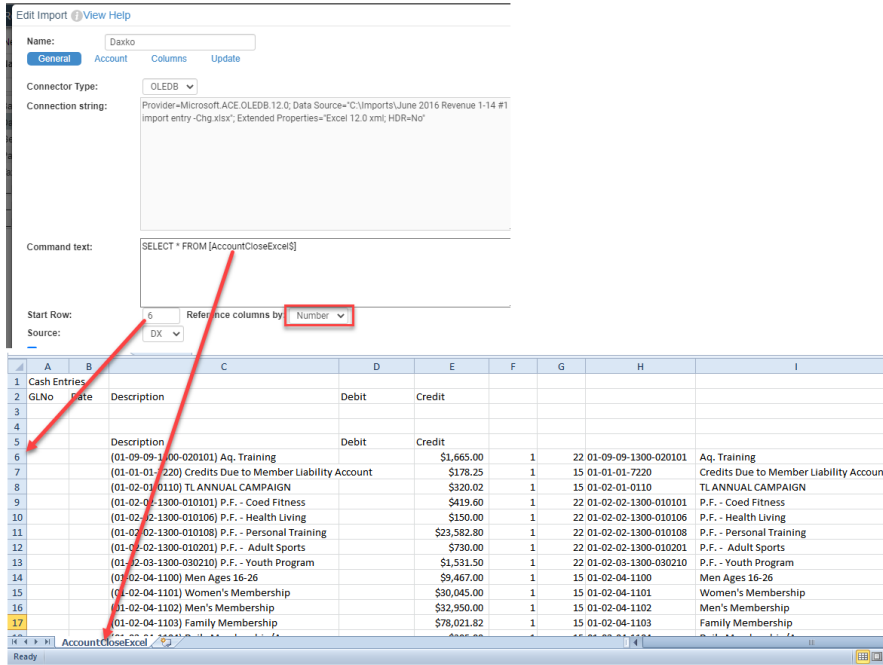 Edit Import View Help
Name: Daxko
General Account Columns Update
Connector Type: OLEDB
Connection string: Provider=Microsoft.ACE.OLEDB.12.0; Data Source="C:\Imports\June 2016 Revenue 1-14 #1
import entry -Chg.xlsx"; Extended Properties="Excel 12.0 xml; HDR=No"
Command text: SELECT * FROM [AccountCloseExcel$]
Start Row: 6 Reference columns by: Number
Source: DX
A B C D E F G H I
1 Cash Entries
2 GLNo Date Description Debit Credit
3
4
5 Description Debit Credit
6 (01-09-09-1300-020101) Aq. Training $1,665.00 1 22 01-09-09-1300-020101 Aq. Training
7 (01-01-01-7220) Credits Due to Member Liability Account $178.25 1 15 01-01-01-7220 Credits Due to Member Liability Accoun
8 (01-02-01-0110) TL ANNUAL CAMPAIGN $320.02 1 15 01-02-01-0110 TL ANNUAL CAMPAIGN
9 (01-02-02-1300-010101) P.F. - Coed Fitness $419.60 1 22 01-02-02-1300-010101 P.F. - Coed Fitness
10 (01-02-02-1300-010106) P.F. - Health Living $150.00 1 22 01-02-02-1300-010106 P.F. - Health Living
11 (01-02-02-1300-010108) P.F. - Personal Training $23,582.80 1 22 01-02-02-1300-010108 P.F. - Personal Training
12 (01-02-02-1300-010201) P.F. - Adult Sports $730.00 1 22 01-02-02-1300-010201 P.F. - Adult Sports
13 (01-02-03-1300-030210) P.F. - Youth Program $1,531.50 1 22 01-02-03-1300-030210 P.F. - Youth Program
14 (01-02-04-1100) Men Ages 16-26 $9,467.00 1 15 01-02-04-1100 Men Ages 16-26
15 (01-02-04-1101) Women's Membership $30,045.00 1 15 01-02-04-1101 Women's Membership
16 (01-02-04-1102) Men's Membership $32,950.00 1 15 01-02-04-1102 Men's Membership
17 (01-02-04-1103) Family Membership $78,021.82 1 15 01-02-04-1103 Family Membership
AccountCloseExcel
Ready